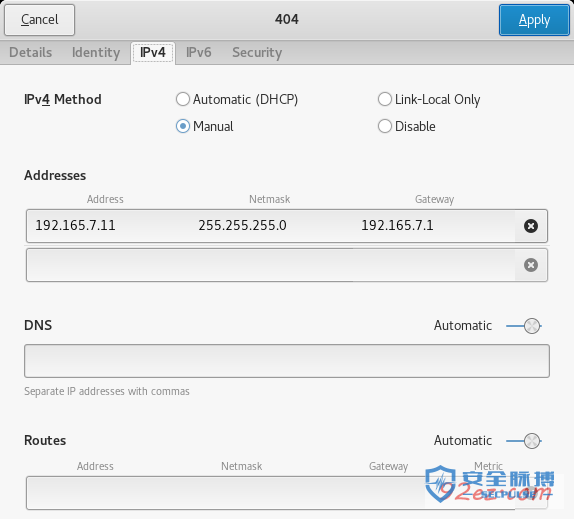 Cancel 404 Apply
Details Identity IPv4 IPv6 Security
IPv4 Method Automatic (DHCP) Link-Local Only
Manual Disable
Addresses
Address Netmask Gateway
192.165.7.11 255.255.255.0 192.165.7.1
DNS Automatic
Separate IP addresses with commas
Routes Automatic
Address Netmask Gateway Metric
安全脉搏
92ez.com